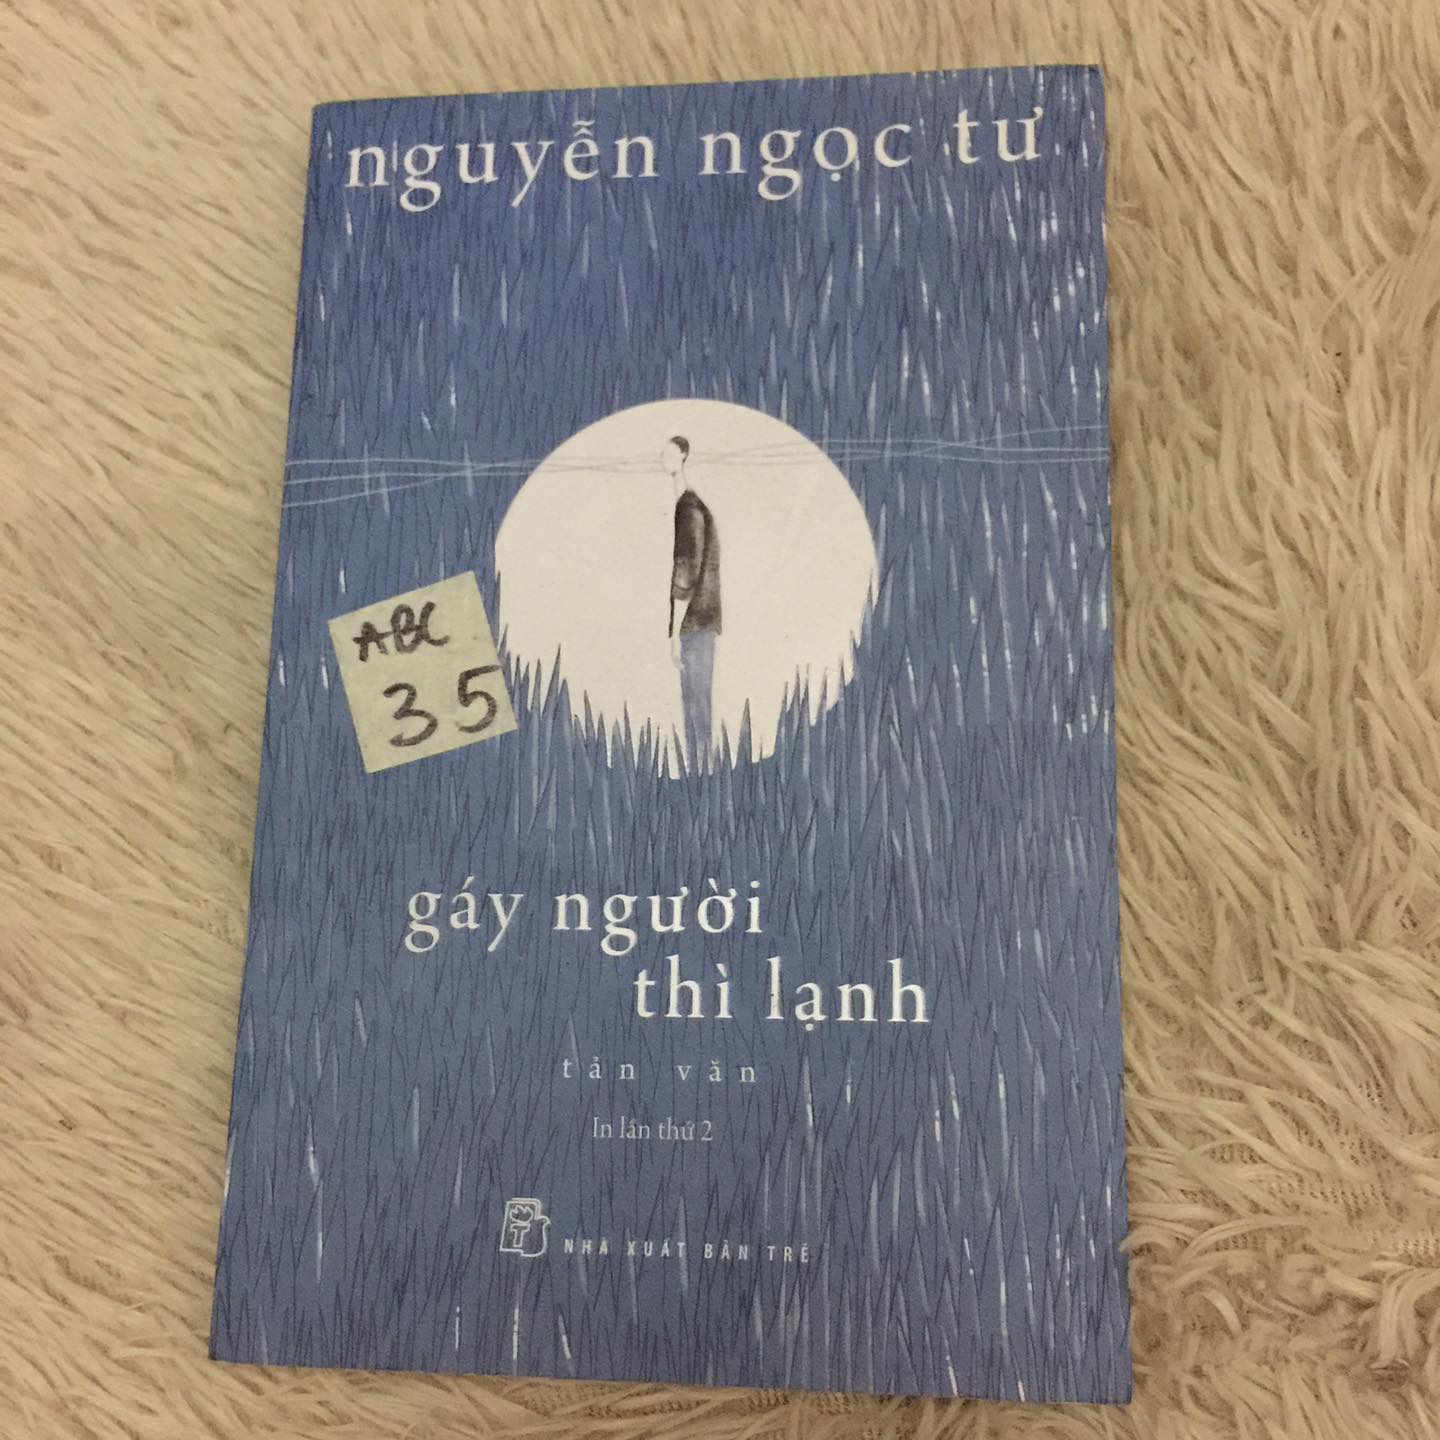 nguyễn ngọc tư
ABC
35
gáy người
thì lạnh
tản văn
In lần thứ 2
NHÀ XUẤT BẢN TRẺ